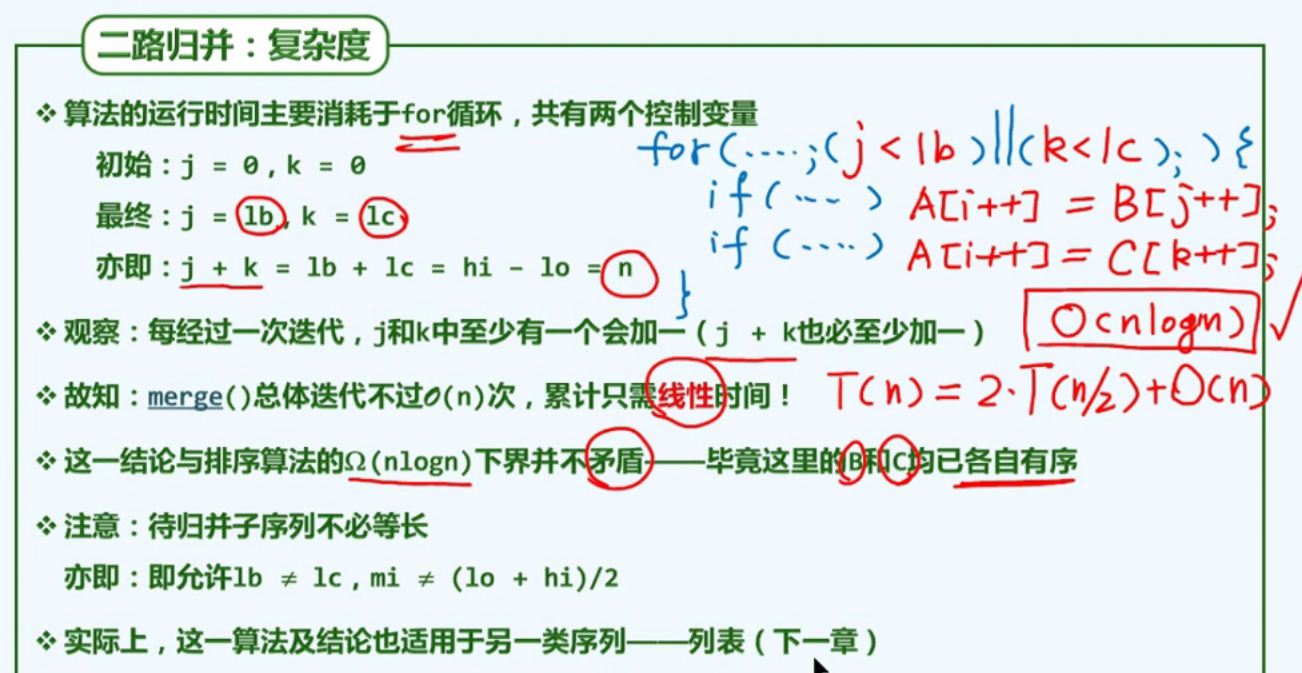 二路归并：复杂度
❖ 算法的运行时间主要消耗于for循环，共有两个控制变量
初始：j = 0, k = 0
最终：j = lb, k = lc
亦即：j + k = lb + lc = hi - lo = n
❖ 观察：每经过一次迭代，j和k中至少有一个会加一（j + k也必至少加一）
❖ 故知：merge()总体迭代不过O(n)次，累计只需线性时间！
❖ 这一结论与排序算法的Ω(nlogn)下界并不矛盾——毕竟这里的B和C均已各自有序
❖ 注意：待归并子序列不必等长
亦即：即允许lb ≠ lc, mi ≠ (lo + hi)/2
❖ 实际上，这一算法及结论也适用于另一类序列——列表（下一章）
for(....;(j<lb)||(k<lc); ){
if(...) A[i++] = B[j++];
if(....) A[i++] = C[k++];
}
O(nlogn) √
T(n) = 2·T(n/2)+O(n)